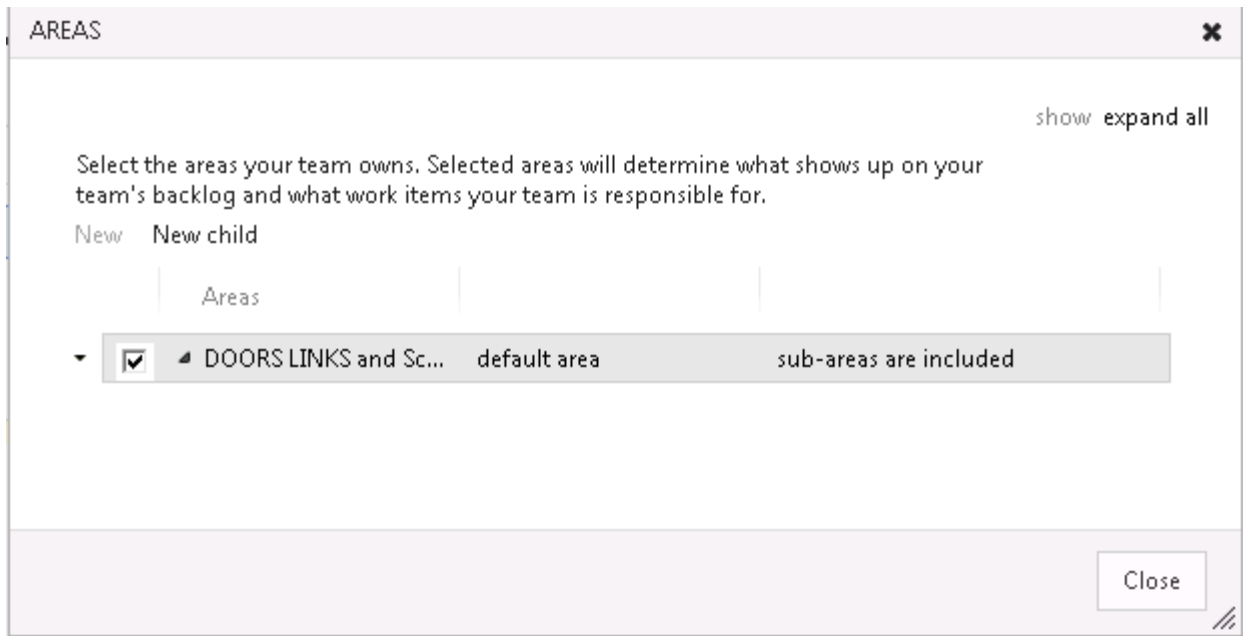 AREAS
show expand all
Select the areas your team owns. Selected areas will determine what shows up on your
team's backlog and what work items your team is responsible for.
New New child
Areas
DOORS LINKS and Sc... default area sub-areas are included
Close